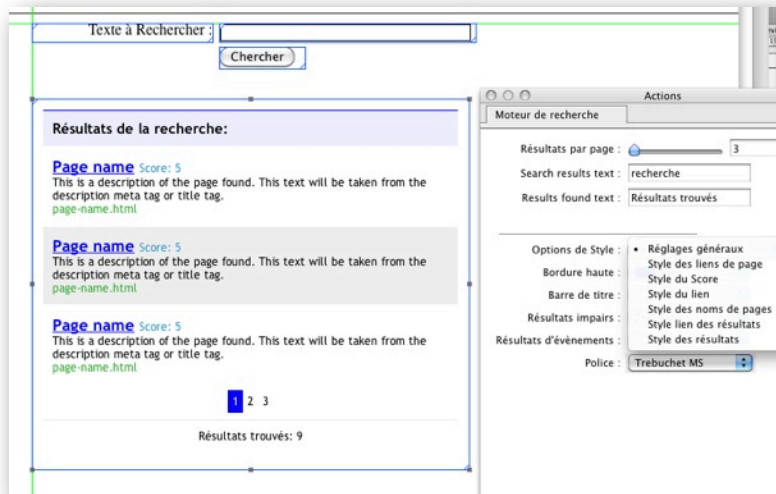 Texte à Rechercher :
Chercher
Résultats de la recherche:
Page name Score: 5
This is a description of the page found. This text will be taken from the
description meta tag or title tag.
page-name.html
Page name Score: 5
This is a description of the page found. This text will be taken from the
description meta tag or title tag.
page-name.html
Page name Score: 5
This is a description of the page found. This text will be taken from the
description meta tag or title tag.
page-name.html
1 2 3
Résultats trouvés: 9
Actions
Moteur de recherche
Résultats par page : 3
Search results text : recherche
Results found text : Résultats trouvés
Options de Style : • Réglages généraux
Style des liens de page
Bordure haute : Style du Score
Barre de titre : Style du lien
Style des noms de pages
Résultats impairs : Style lien des résultats
Résultats d'évènements : Style des résultats
Police : Trebuchet MS